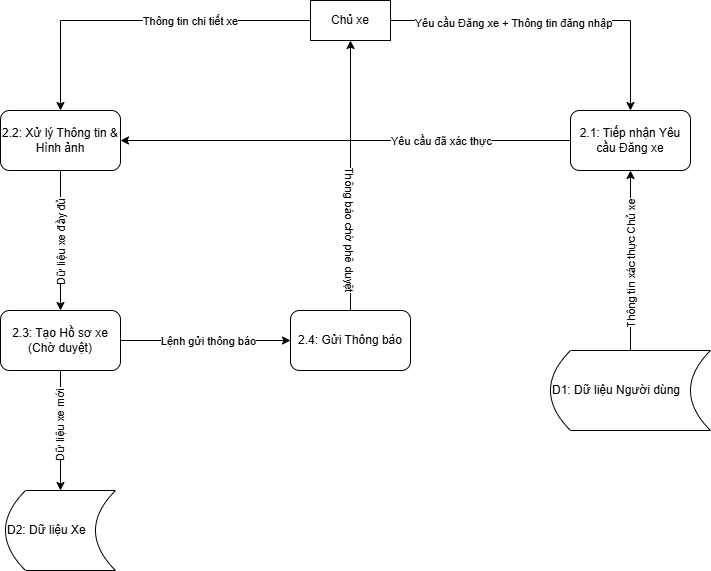 Chủ xe
Thông tin chi tiết xe
Yêu cầu Đăng xe + Thông tin đăng nhập
2.2: Xử lý Thông tin &
Hình ảnh
2.1: Tiếp nhận Yêu
cầu Đăng xe
Yêu cầu đã xác thực
Dữ liệu xe đầy đủ
Thông báo chờ phê duyệt
Thông tin xác thực Chủ xe
2.3: Tạo Hồ sơ xe
(Chờ duyệt)
Lệnh gửi thông báo
2.4: Gửi Thông báo
D1: Dữ liệu Người dùng
Dữ liệu xe mới
D2: Dữ liệu Xe